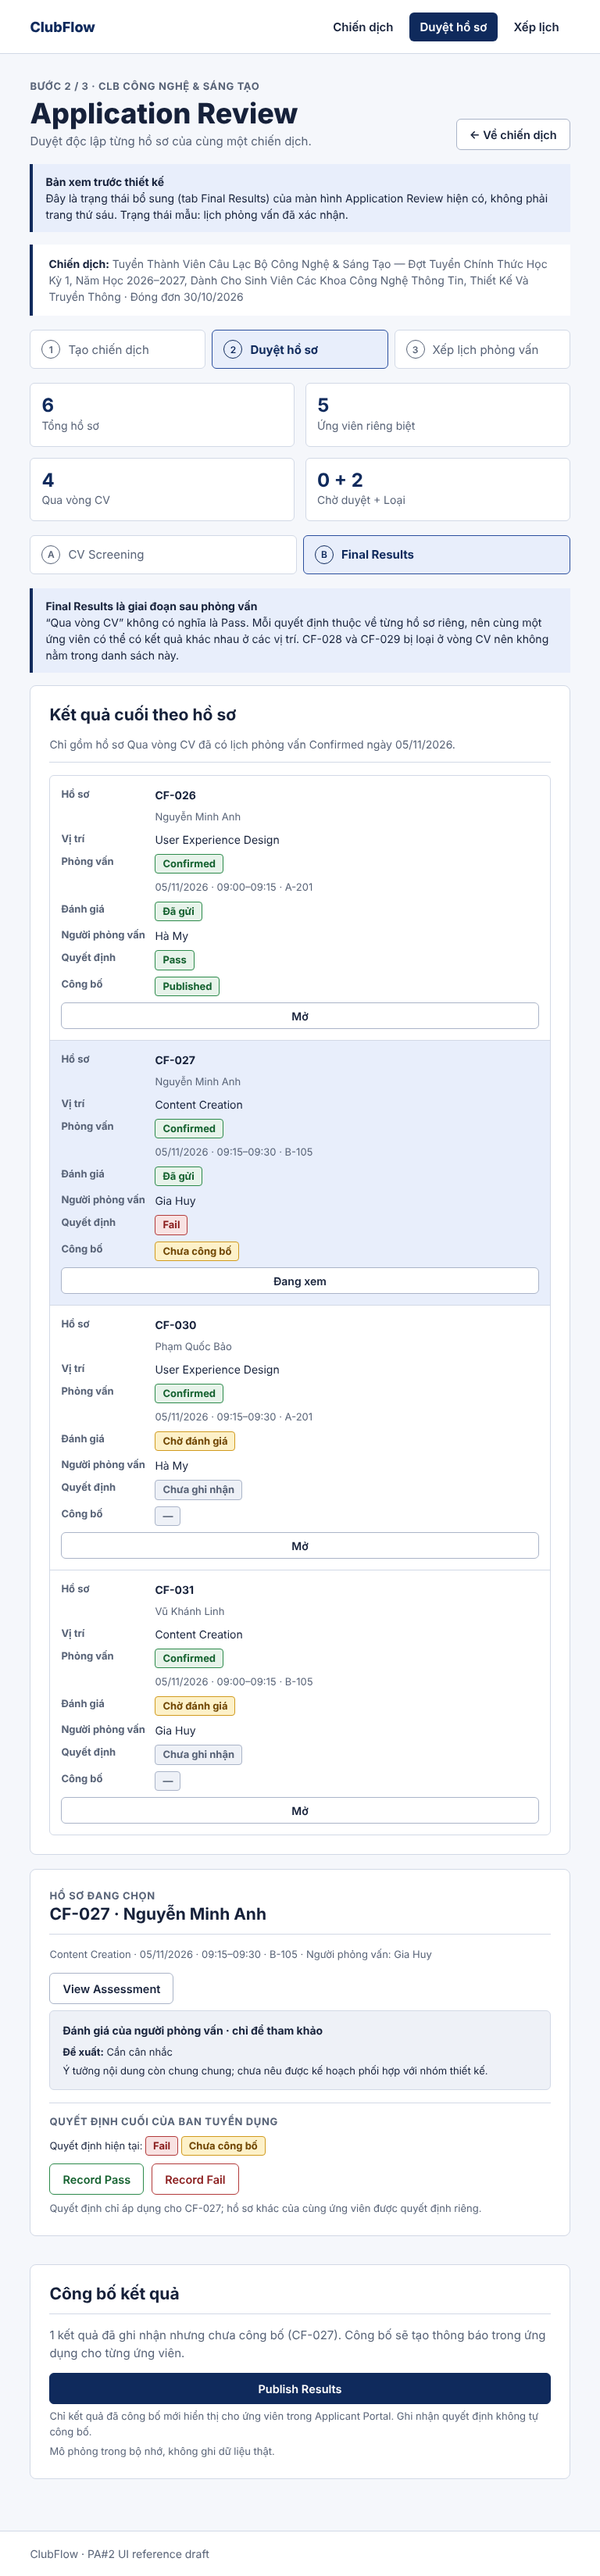 ClubFlow
Chiến dịch
Duyệt hồ sơ
Xếp lịch
BƯỚC 2 / 3 · CLB CÔNG NGHỆ & SÁNG TẠO
Application Review
Duyệt độc lập từng hồ sơ của cùng một chiến dịch.
← Về chiến dịch
Bản xem trước thiết kế
Đây là trạng thái bổ sung (tab Final Results) của màn hình Application Review hiện có, không phải
trang thứ sáu. Trạng thái mẫu: lịch phỏng vấn đã xác nhận.
Chiến dịch: Tuyển Thành Viên Câu Lạc Bộ Công Nghệ & Sáng Tạo — Đợt Tuyển Chính Thức Học
Kỳ 1, Năm Học 2026–2027, Dành Cho Sinh Viên Các Khoa Công Nghệ Thông Tin, Thiết Kế Và
Truyền Thông · Đóng đơn 30/10/2026
1 Tạo chiến dịch
2 Duyệt hồ sơ
3 Xếp lịch phỏng vấn
6
Tổng hồ sơ
5
Ứng viên riêng biệt
4
Qua vòng CV
0 + 2
Chờ duyệt + Loại
A CV Screening
B Final Results
Final Results là giai đoạn sau phỏng vấn
“Qua vòng CV” không có nghĩa là Pass. Mỗi quyết định thuộc về từng hồ sơ riêng, nên cùng một
ứng viên có thể có kết quả khác nhau ở các vị trí. CF-028 và CF-029 bị loại ở vòng CV nên không
nằm trong danh sách này.
Kết quả cuối theo hồ sơ
Chỉ gồm hồ sơ Qua vòng CV đã có lịch phỏng vấn Confirmed ngày 05/11/2026.
Hồ sơ CF-026
Nguyễn Minh Anh
Vị trí User Experience Design
Phỏng vấn Confirmed
05/11/2026 · 09:00–09:15 · A-201
Đánh giá Đã gửi
Người phỏng vấn Hà My
Quyết định Pass
Công bố Published
Mở
Hồ sơ CF-027
Nguyễn Minh Anh
Vị trí Content Creation
Phỏng vấn Confirmed
05/11/2026 · 09:15–09:30 · B-105
Đánh giá Đã gửi
Người phỏng vấn Gia Huy
Quyết định Fail
Công bố Chưa công bố
Đang xem
Hồ sơ CF-030
Phạm Quốc Bảo
Vị trí User Experience Design
Phỏng vấn Confirmed
05/11/2026 · 09:15–09:30 · A-201
Đánh giá Chờ đánh giá
Người phỏng vấn Hà My
Quyết định Chưa ghi nhận
Công bố —
Mở
Hồ sơ CF-031
Vũ Khánh Linh
Vị trí Content Creation
Phỏng vấn Confirmed
05/11/2026 · 09:00–09:15 · B-105
Đánh giá Chờ đánh giá
Người phỏng vấn Gia Huy
Quyết định Chưa ghi nhận
Công bố —
Mở
HỒ SƠ ĐANG CHỌN
CF-027 · Nguyễn Minh Anh
Content Creation · 05/11/2026 · 09:15–09:30 · B-105 · Người phỏng vấn: Gia Huy
View Assessment
Đánh giá của người phỏng vấn · chỉ để tham khảo
Đề xuất: Cần cân nhắc
Ý tưởng nội dung còn chung chung; chưa nêu được kế hoạch phối hợp với nhóm thiết kế.
QUYẾT ĐỊNH CUỐI CỦA BAN TUYỂN DỤNG
Quyết định hiện tại: Fail Chưa công bố
Record Pass
Record Fail
Quyết định chỉ áp dụng cho CF-027; hồ sơ khác của cùng ứng viên được quyết định riêng.
Công bố kết quả
1 kết quả đã ghi nhận nhưng chưa công bố (CF-027). Công bố sẽ tạo thông báo trong ứng
dụng cho từng ứng viên.
Publish Results
Chỉ kết quả đã công bố mới hiển thị cho ứng viên trong Applicant Portal. Ghi nhận quyết định không tự
công bố.
Mô phỏng trong bộ nhớ, không ghi dữ liệu thật.
ClubFlow · PA#2 UI reference draft